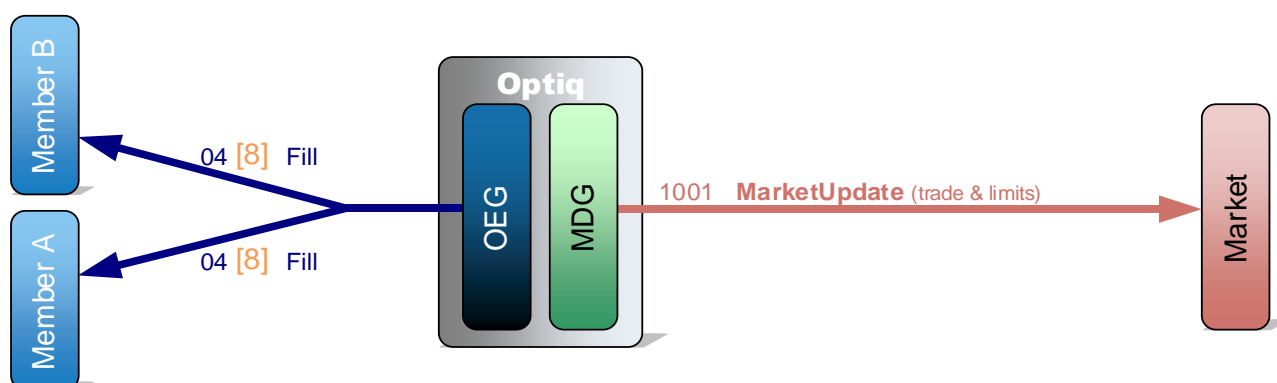 Member B
Optiq
04 [8] Fill
OEG
MDG
1001 MarketUpdate (trade & limits)
Market
04 [8] Fill
Member A